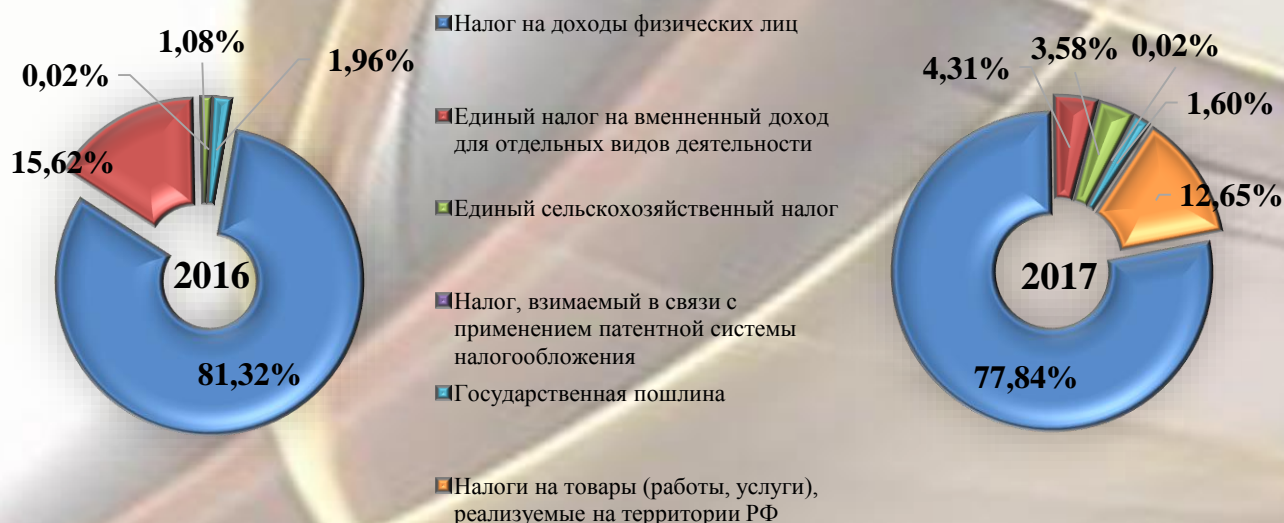 1,08%
1,96%
0,02%
15,62%
2016
81,32%
Налог на доходы физических лиц
Единый налог на вмененный доход
для отдельных видов деятельности
Единый сельскохозяйственный налог
Налог, взимаемый в связи с
применением патентной системы
налогообложения
Государственная пошлина
Налоги на товары (работы, услуги),
реализуемые на территории РФ
3,58%
0,02%
4,31%
1,60%
12,65%
2017
77,84%